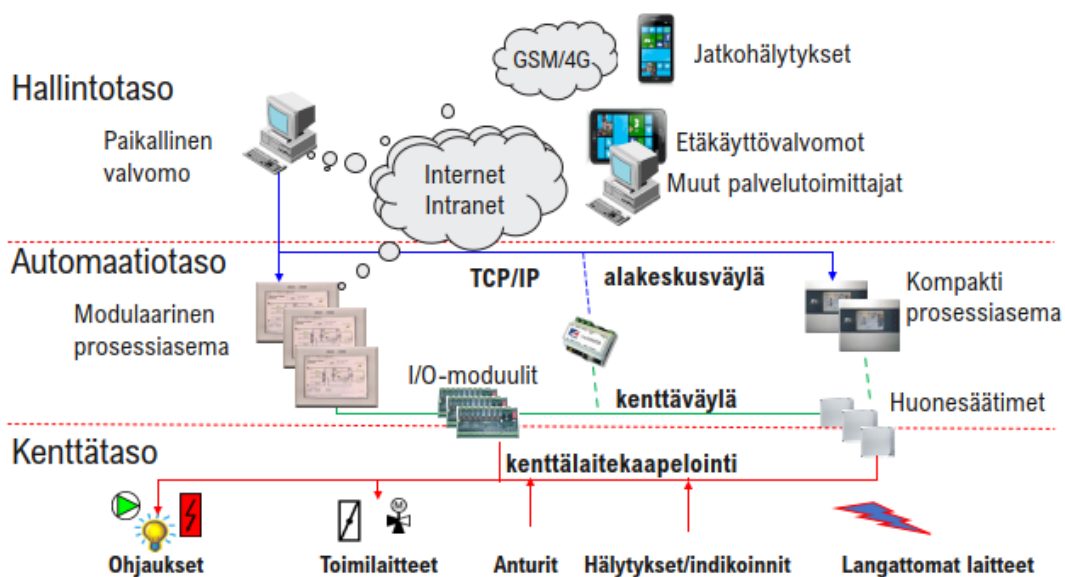 GSM/4G
Jatkohälytykset
Hallintotaso
Paikallinen
valvomo
Internet
Intranet
Etäkäyttövalvomot
Muut palvelutoimittajat
Automaatiotaso
TCP/IP
alakeskusväylä
Modulaarinen
prosessiasema
Kompakti
prosessiasema
I/O-moduulit
kenttäväylä
Huonesäätimet
Kenttätaso
kenttälaitekaapelointi
M
Ohjaukset
Toimilaitteet
Anturit
Hälytykset/indikoinnit
Langattomat laitteet